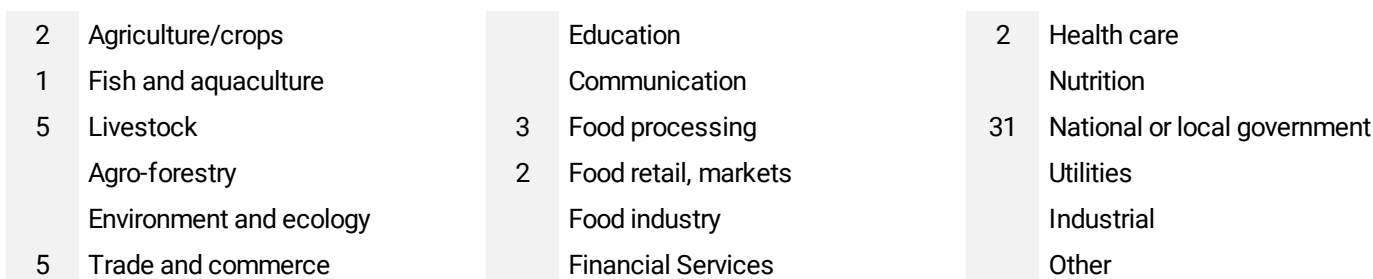 2 Agriculture/crops
1 Fish and aquaculture
5 Livestock
Agro-forestry
Environment and ecology
5 Trade and commerce
Education
Communication
3 Food processing
2 Food retail, markets
Food industry
Financial Services
2 Health care
Nutrition
31 National or local government
Utilities
Industrial
Other